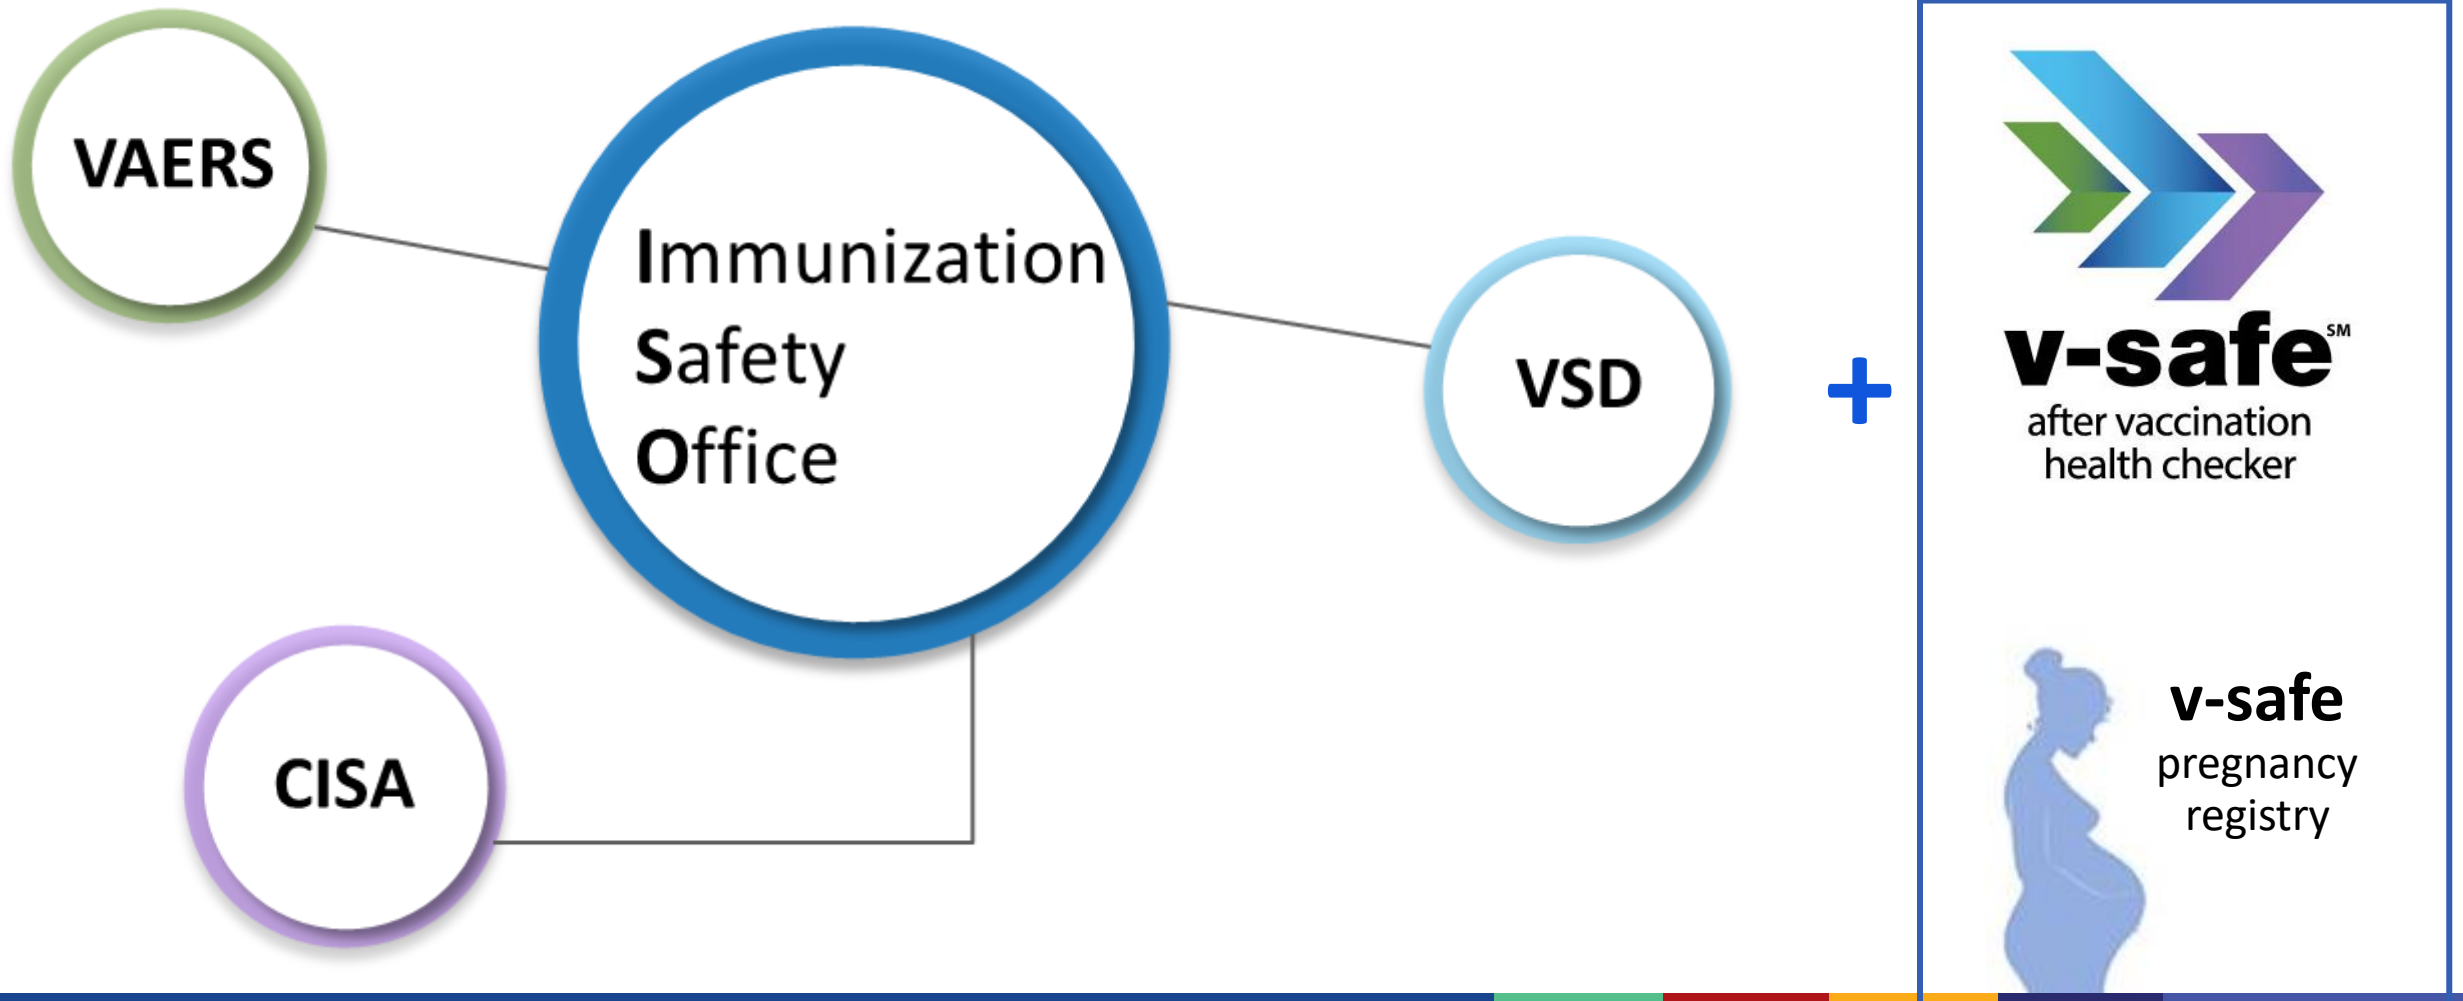 VAERS
Immunization
Safety
Office
VSD
CISA
+
v-safe℠
after vaccination
health checker
v-safe
pregnancy
registry